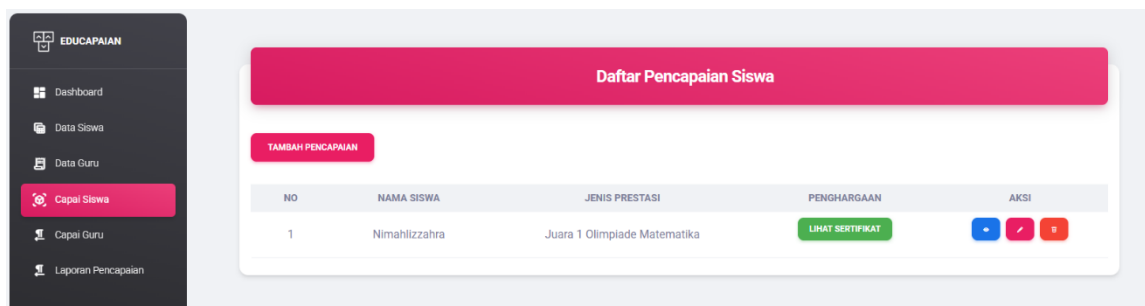 EDUCAPAIAN
Dashboard
Data Siswa
Data Guru
Capai Siswa
Capai Guru
Laporan Pencapaian
Daftar Pencapaian Siswa
TAMBAH PENCAPAIAN
NO NAMA SISWA JENIS PRESTASI PENGHARGAAN AKSI
1 Nimahlizzahra Juara 1 Olimpiade Matematika LIHAT SERTIFIKAT